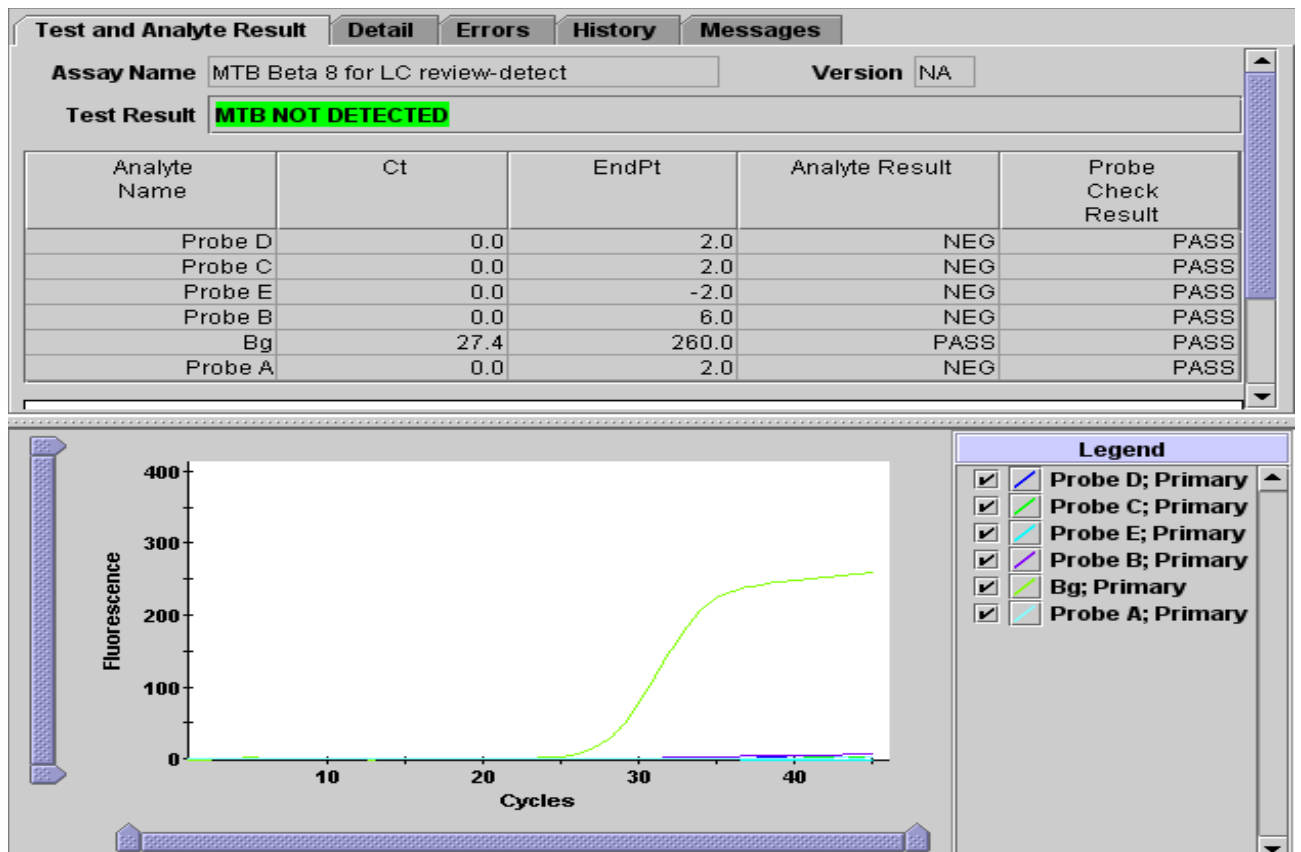 Test and Analyte Result Detail Errors History Messages
Assay Name MTB Beta 8 for LC review-detect Version NA
Test Result MTB NOT DETECTED
Analyte Name Ct EndPt Analyte Result Probe Check Result
Probe D 0.0 2.0 NEG PASS
Probe C 0.0 2.0 NEG PASS
Probe E 0.0 -2.0 NEG PASS
Probe B 0.0 6.0 NEG PASS
Bg 27.4 260.0 PASS PASS
Probe A 0.0 2.0 NEG PASS
400
300
200
100
0
Fluorescence
10 20 30 40
Cycles
Legend
Probe D; Primary
Probe C; Primary
Probe E; Primary
Probe B; Primary
Bg; Primary
Probe A; Primary